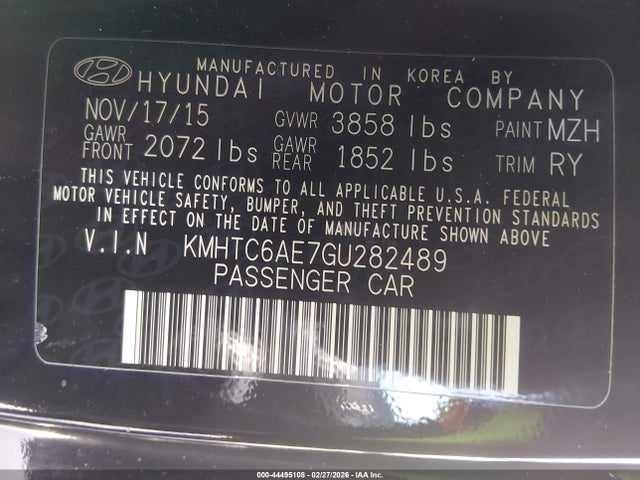 MANUFACTURED IN KOREA BY
HYUNDAI MOTOR COMPANY
NOV/17/15 GVWR 3858 lbs PAINT MZH
GAWR FRONT 2072 lbs GAWR REAR 1852 lbs TRIM RY
THIS VEHICLE CONFORMS TO ALL APPLICABLE U.S.A. FEDERAL
MOTOR VEHICLE SAFETY, BUMPER, AND THEFT PREVENTION STANDARDS
IN EFFECT ON THE DATE OF MANUFACTURE SHOWN ABOVE.
V.I.N KMHTC6AE7GU282489
PASSENGER CAR
000-44495108 - 02/27/2026 - IAA Inc.